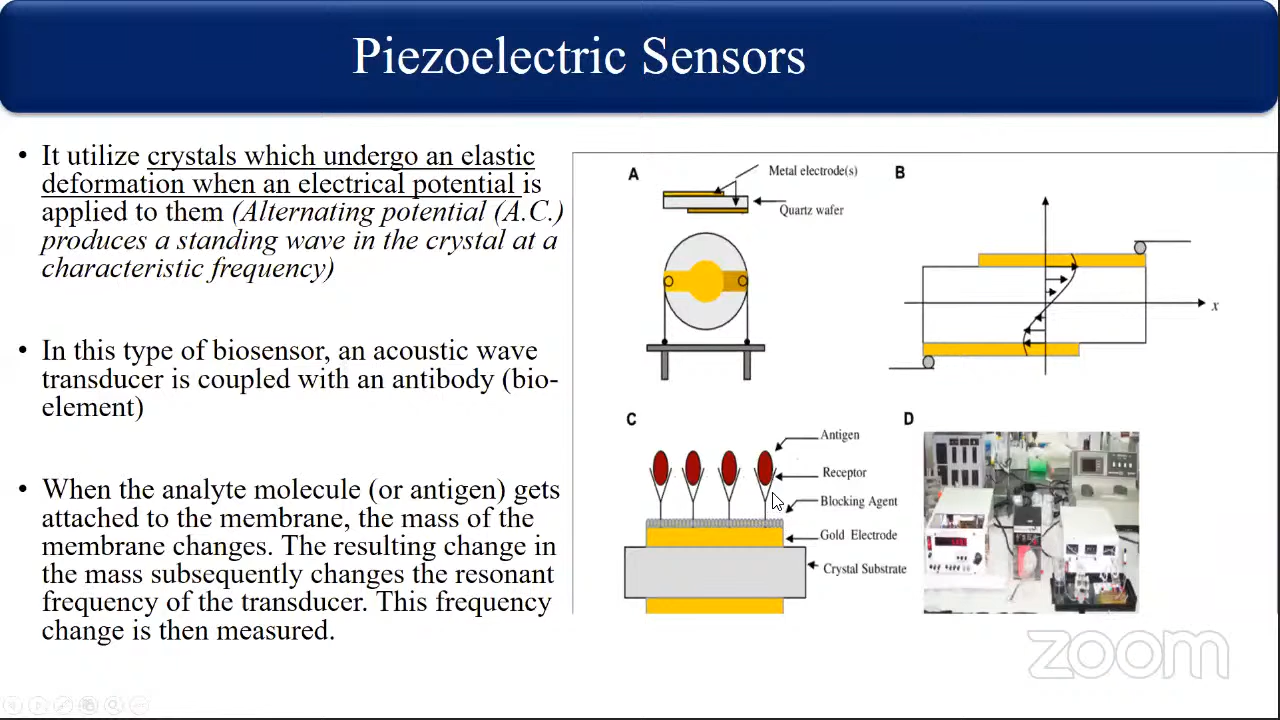 Piezoelectric Sensors
• It utilize crystals which undergo an elastic
deformation when an electrical potential is
applied to them (Alternating potential (A.C.)
produces a standing wave in the crystal at a
characteristic frequency)
• In this type of biosensor, an acoustic wave
transducer is coupled with an antibody (bio-
element)
• When the analyte molecule (or antigen) gets
attached to the membrane, the mass of the
membrane changes. The resulting change in
the mass subsequently changes the resonant
frequency of the transducer. This frequency
change is then measured.
A
Metal electrode(s)
Quartz wafer
B
x
C
Antigen
Receptor
Blocking Agent
Gold Electrode
Crystal Substrate
D
zoom